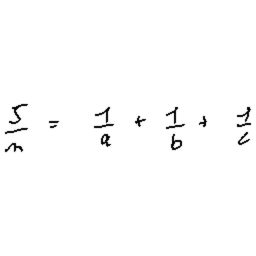 5/n = 1/a + 1/b + 1/c